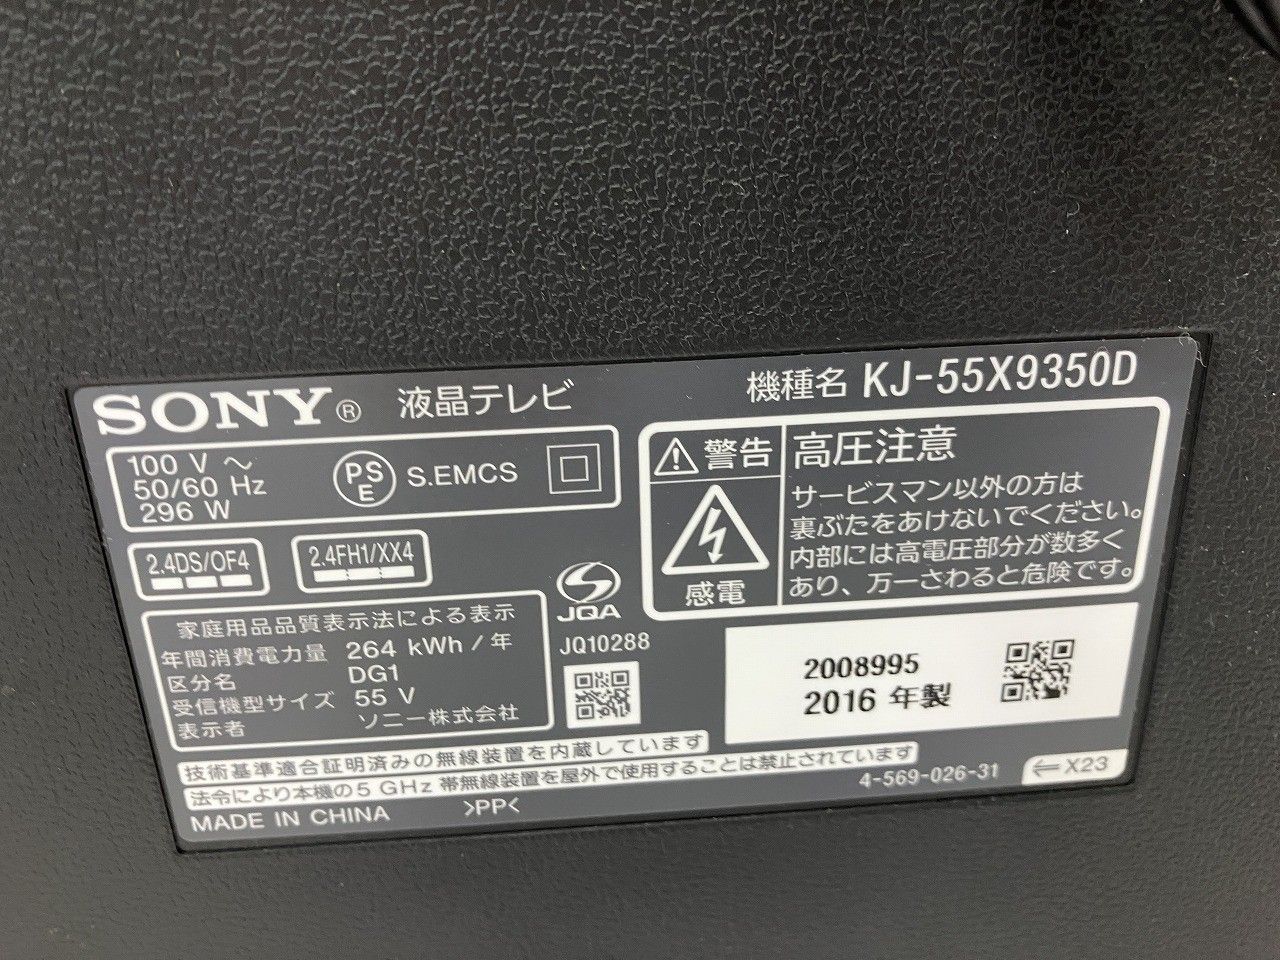 SONY® 液晶テレビ
機種名 KJ-55X9350D
100 V ～
50/60 Hz
296 W
PS
E
S.EMCS
2.4DS/OF4
2.4FH1/XX4
警告
感電
高圧注意
サービスマン以外の方は
裏ぶたをあけないでください。
内部には高電圧部分が数多く
あり、万一さわると危険です。
家庭用品品質表示法による表示
年間消費電力量 264 kWh / 年
区分名 DG1
受信機型サイズ 55 V
表示者 ソニー株式会社
JQA
JQ10288
2008995
2016 年製
技術基準適合証明済みの無線装置を内蔵しています
法令により本機の5 GHz 帯無線装置を屋外で使用することは禁止されています
4-569-026-31
←X23
MADE IN CHINA >PP<